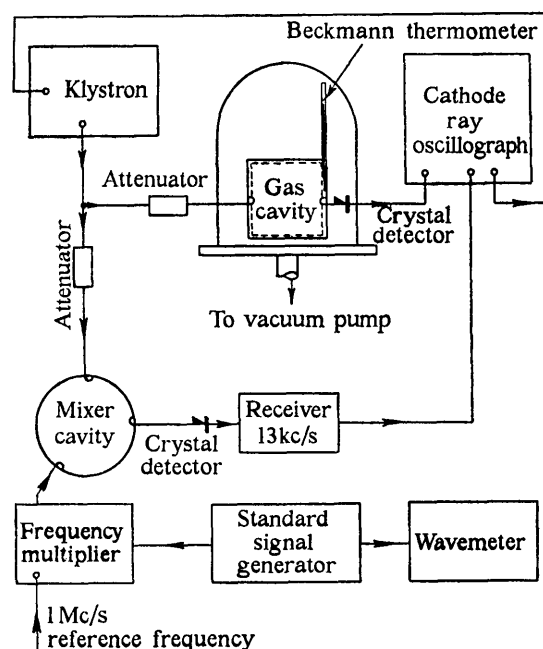 Beckmann thermometer
Klystron
Cathode
ray
oscillograph
Attenuator
Gas
cavity
Crystal
detector
Attenuator
To vacuum pump
Mixer
cavity
Crystal
detector
Receiver
13kc/s
Frequency
multiplier
Standard
signal
generator
Wavemeter
1Mc/s
reference frequency